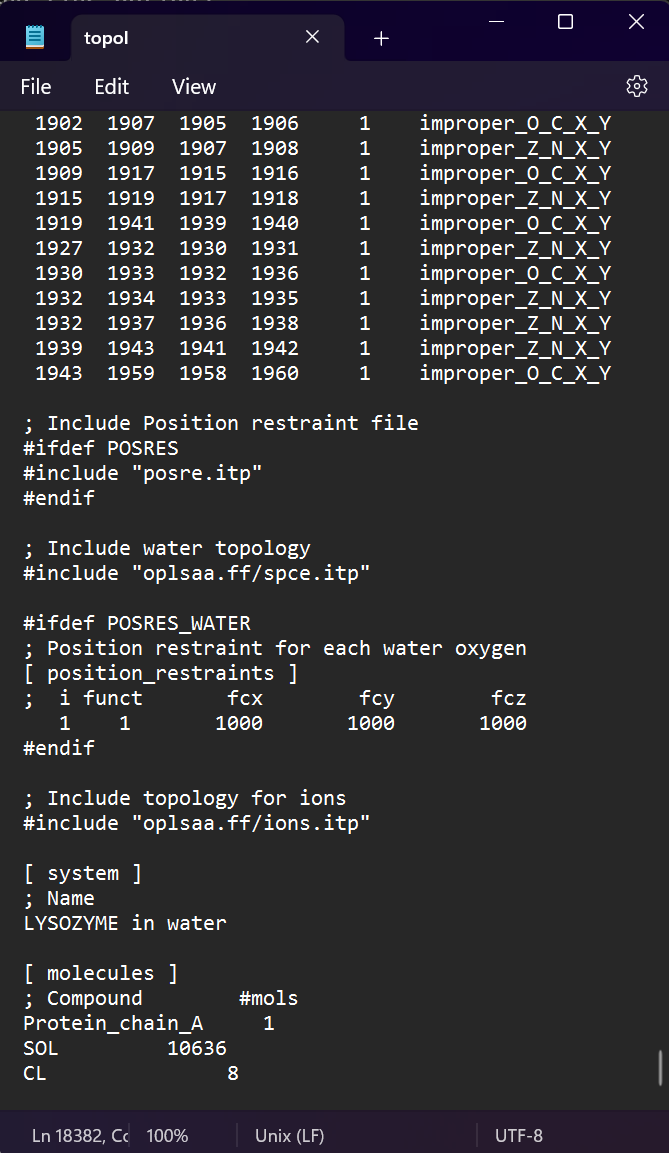 topol
File Edit View
1902 1907 1905 1906 1 improper_O_C_X_Y
1905 1909 1907 1908 1 improper_Z_N_X_Y
1909 1917 1915 1916 1 improper_O_C_X_Y
1915 1919 1917 1918 1 improper_Z_N_X_Y
1919 1941 1939 1940 1 improper_O_C_X_Y
1927 1932 1930 1931 1 improper_Z_N_X_Y
1930 1933 1932 1936 1 improper_O_C_X_Y
1932 1934 1933 1935 1 improper_Z_N_X_Y
1932 1937 1936 1938 1 improper_Z_N_X_Y
1939 1943 1941 1942 1 improper_Z_N_X_Y
1943 1959 1958 1960 1 improper_O_C_X_Y
; Include Position restraint file
#ifdef POSRES
#include "posre.itp"
#endif
; Include water topology
#include "oplsaa.ff/spce.itp"
#ifdef POSRES_WATER
; Position restraint for each water oxygen
[ position_restraints ]
; i funct fcx fcy fcz
1 1 1000 1000 1000
#endif
; Include topology for ions
#include "oplsaa.ff/ions.itp"
[ system ]
; Name
LYSOZYME in water
[ molecules ]
; Compound #mols
Protein_chain_A 1
SOL 10636
CL 8
Ln 18382, 100% Unix (LF) UTF-8